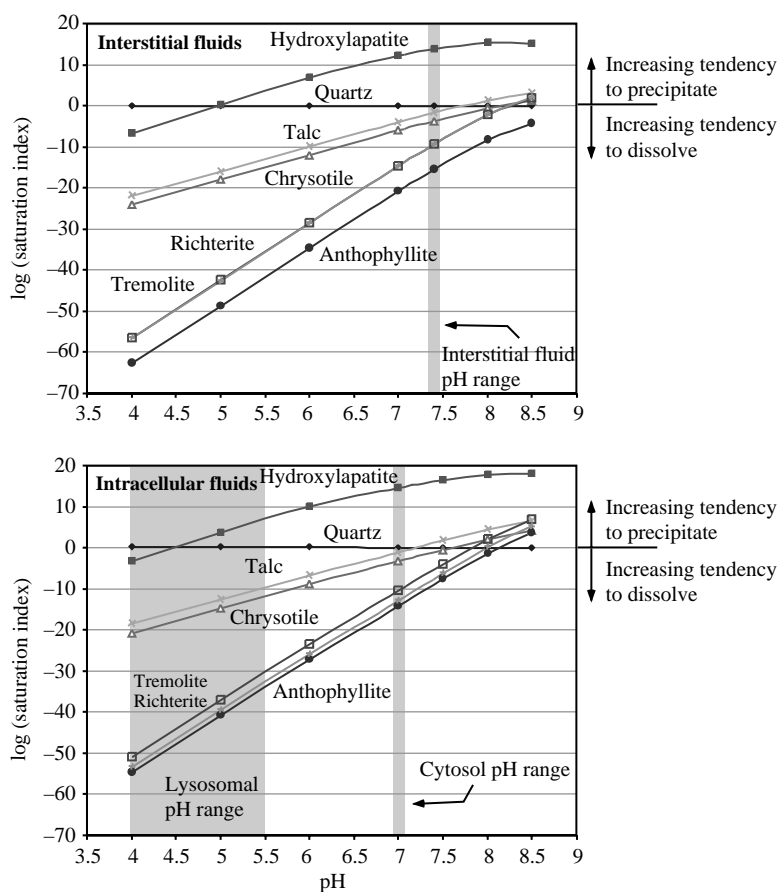 20
10
0
–10
–20
–30
–40
–50
–60
–70
log (saturation index)
Interstitial fluids
Hydroxylapatite
Quartz
Talc
Chrysotile
Richterite
Tremolite
Anthophyllite
Interstitial fluid
pH range
Increasing tendency
to precipitate
Increasing tendency
to dissolve
3.5 4 4.5 5 5.5 6 6.5 7 7.5 8 8.5 9
20
10
0
–10
–20
–30
–40
–50
–60
–70
log (saturation index)
Intracellular fluids
Hydroxylapatite
Quartz
Talc
Chrysotile
Tremolite
Richterite
Anthophyllite
Lysosomal
pH range
Cytosol pH range
Increasing tendency
to precipitate
Increasing tendency
to dissolve
3.5 4 4.5 5 5.5 6 6.5 7 7.5 8 8.5 9
pH